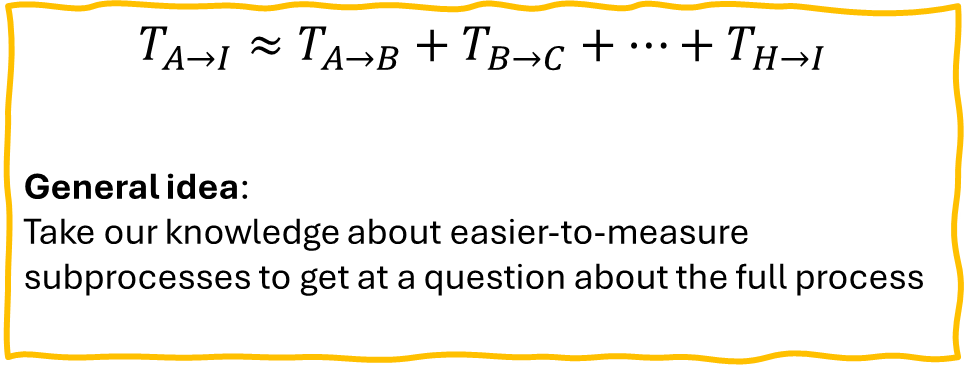 T_{A→I} ≈ T_{A→B} + T_{B→C} + ⋯ + T_{H→I}
General idea:
Take our knowledge about easier-to-measure
subprocesses to get at a question about the full process